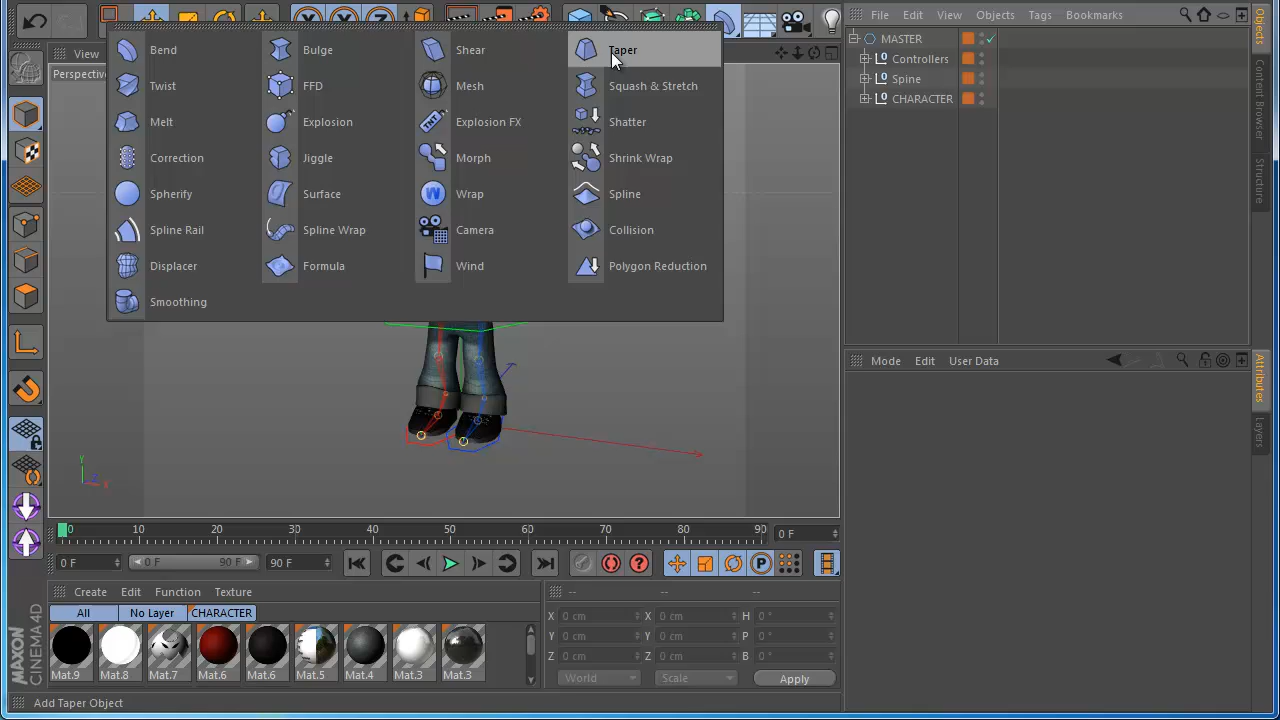 File Edit View Objects Tags Bookmarks
View
Perspective
Bend Bulge Shear Taper
Twist FFD Mesh Squash & Stretch
Melt Explosion Explosion FX Shatter
Correction Jiggle Morph Shrink Wrap
Spherify Surface Wrap Spline
Spline Rail Spline Wrap Camera Collision
Displacer Formula Wind Polygon Reduction
Smoothing
MASTER
Controllers
Spine
CHARACTER
Objects
Content Browser
Structure
Mode Edit User Data
Attributes
Layers
Y
X
0 10 20 30 40 50 60 70 80 90 0 F
0 F 0 F 90 F 90 F
Create Edit Function Texture
All No Layer CHARACTER
Mat.9 Mat.8 Mat.7 Mat.6 Mat.6 Mat.5 Mat.4 Mat.3 Mat.3
-- -- --
X 0 cm X 0 cm H 0 °
Y 0 cm Y 0 cm P 0 °
Z 0 cm Z 0 cm B 0 °
World Scale Apply
MAXON CINEMA 4D
Add Taper Object